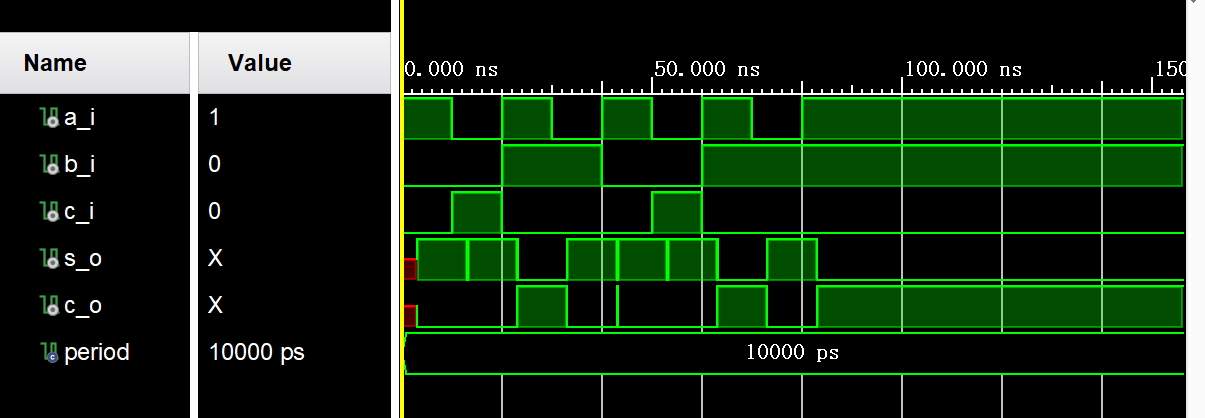 Name Value
0.000 ns 50.000 ns 100.000 ns 150
a_i 1
b_i 0
c_i 0
s_o X
c_o X
period 10000 ps 10000 ps